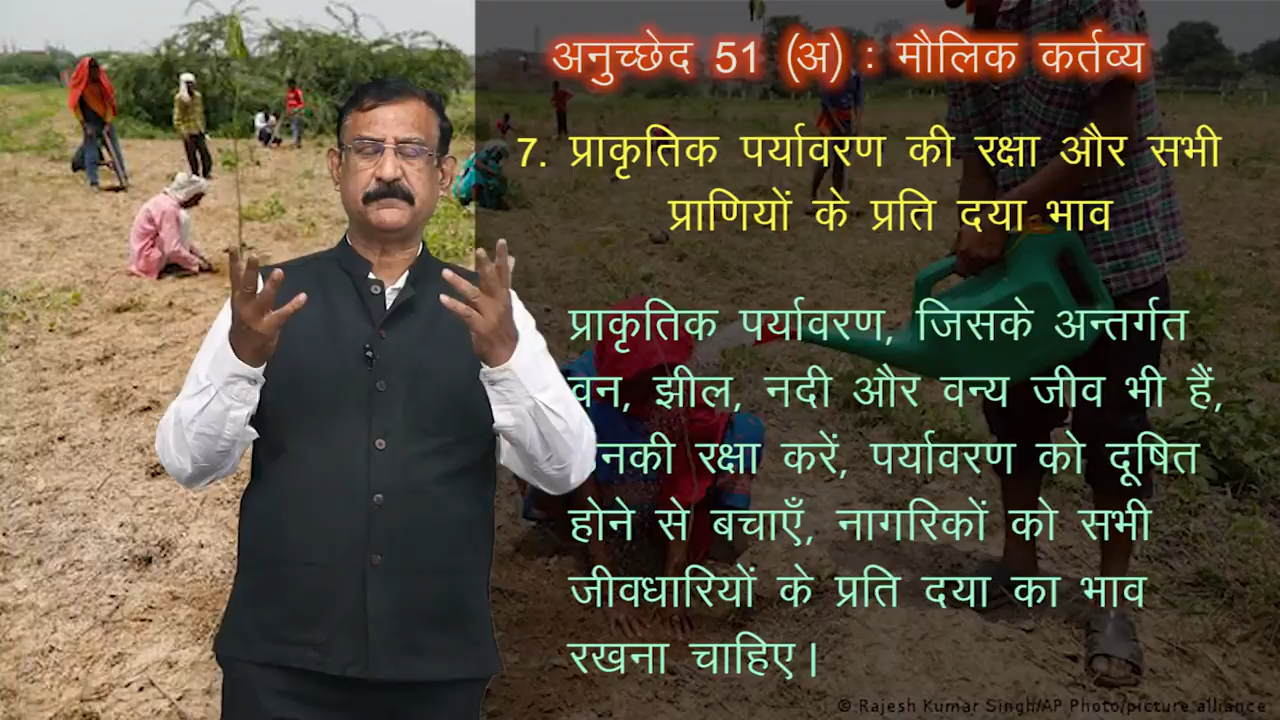 अनुच्छेद 51 (अ) : मौलिक कर्तव्य
7. प्राकृतिक पर्यावरण की रक्षा और सभी
प्राणियों के प्रति दया भाव
प्राकृतिक पर्यावरण, जिसके अन्तर्गत
वन, झील, नदी और वन्य जीव भी हैं,
उनकी रक्षा करें, पर्यावरण को दूषित
होने से बचाएँ, नागरिकों को सभी
जीवधारियों के प्रति दया का भाव
रखना चाहिए।
© Rajesh Kumar Singh/AP Photo/picture alliance